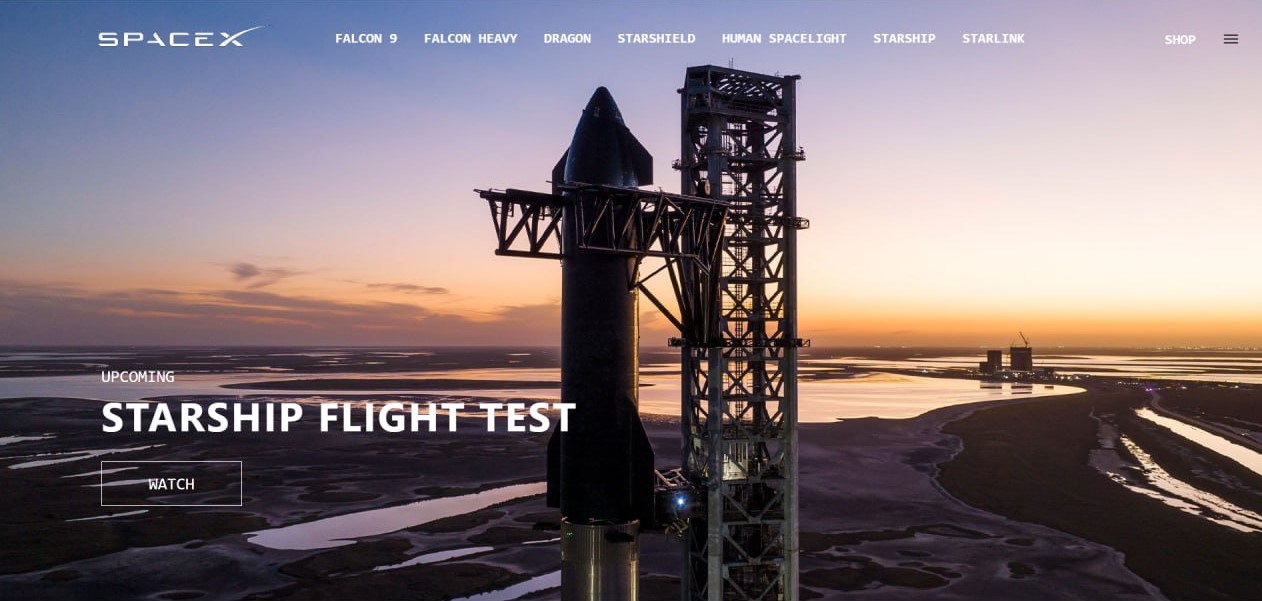 SPACEX
FALCON 9 FALCON HEAVY DRAGON STARSHIELD HUMAN SPACELIGHT STARSHIP STARLINK
SHOP
UPCOMING
STARSHIP FLIGHT TEST
WATCH